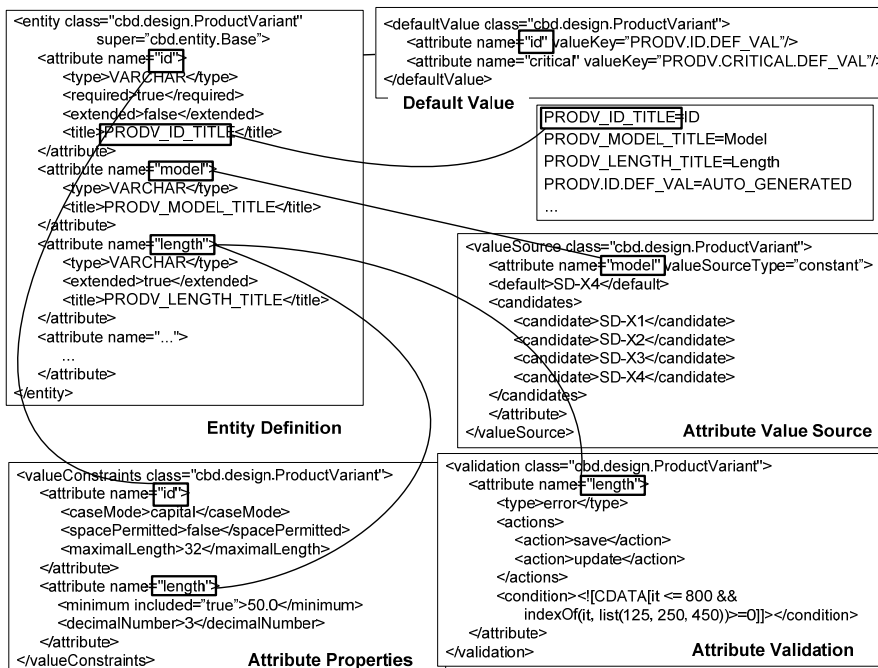 <entity class="cbd.design.ProductVariant"
super="cbd.entity.Base">
<attribute name="id">
<type>VARCHAR</type>
<required>true</required>
<extended>false</extended>
<title>PRODV_ID_TITLE</title>
</attribute>
<attribute name="model">
<type>VARCHAR</type>
<title>PRODV_MODEL_TITLE</title>
</attribute>
<attribute name="length">
<type>VARCHAR</type>
<extended>true</extended>
<title>PRODV_LENGTH_TITLE</title>
</attribute>
<attribute name="...">
...
</attribute>
</entity>
Entity Definition
<defaultValue class="cbd.design.ProductVariant">
<attribute name="id" valueKey="PRODV.ID.DEF_VAL"/>
<attribute name="critical" valueKey="PRODV.CRITICAL.DEF_VAL"/>
</defaultValue>
Default Value
PRODV_ID_TITLE=ID
PRODV_MODEL_TITLE=Model
PRODV_LENGTH_TITLE=Length
PRODV.ID.DEF_VAL=AUTO_GENERATED
...
<valueSource class="cbd.design.ProductVariant">
<attribute name="model" valueSourceType="constant">
<default>SD-X4</default>
<candidates>
<candidate>SD-X1</candidate>
<candidate>SD-X2</candidate>
<candidate>SD-X3</candidate>
<candidate>SD-X4</candidate>
</candidates>
</attribute>
</valueSource>
Attribute Value Source
<valueConstraints class="cbd.design.ProductVariant">
<attribute name="id">
<caseMode>capital</caseMode>
<spacePermitted>false</spacePermitted>
<maximalLength>32</maximalLength>
</attribute>
<attribute name="length">
<minimum included="true">50.0</minimum>
<decimalNumber>3</decimalNumber>
</attribute>
</valueConstraints>
Attribute Properties
<validation class="cbd.design.ProductVariant">
<attribute name="length">
<type>error</type>
<actions>
<action>save</action>
<action>update</action>
</actions>
<condition><![CDATA[it <= 800 &&
indexOf(it, list(125, 250, 450))>=0]]></condition>
</attribute>
</validation>
Attribute Validation